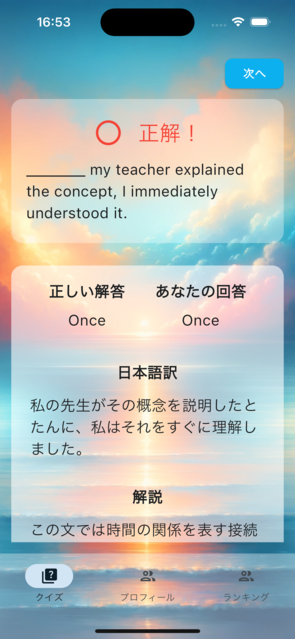 16:53
次へ
正解！
________ my teacher explained
the concept, I immediately
understood it.
正しい解答 あなたの回答
Once Once
日本語訳
私の先生がその概念を説明したと
たんに、私はそれをすぐに理解し
ました。
解説
この文では時間の関係を表す接続
クイズ プロフィール ランキング